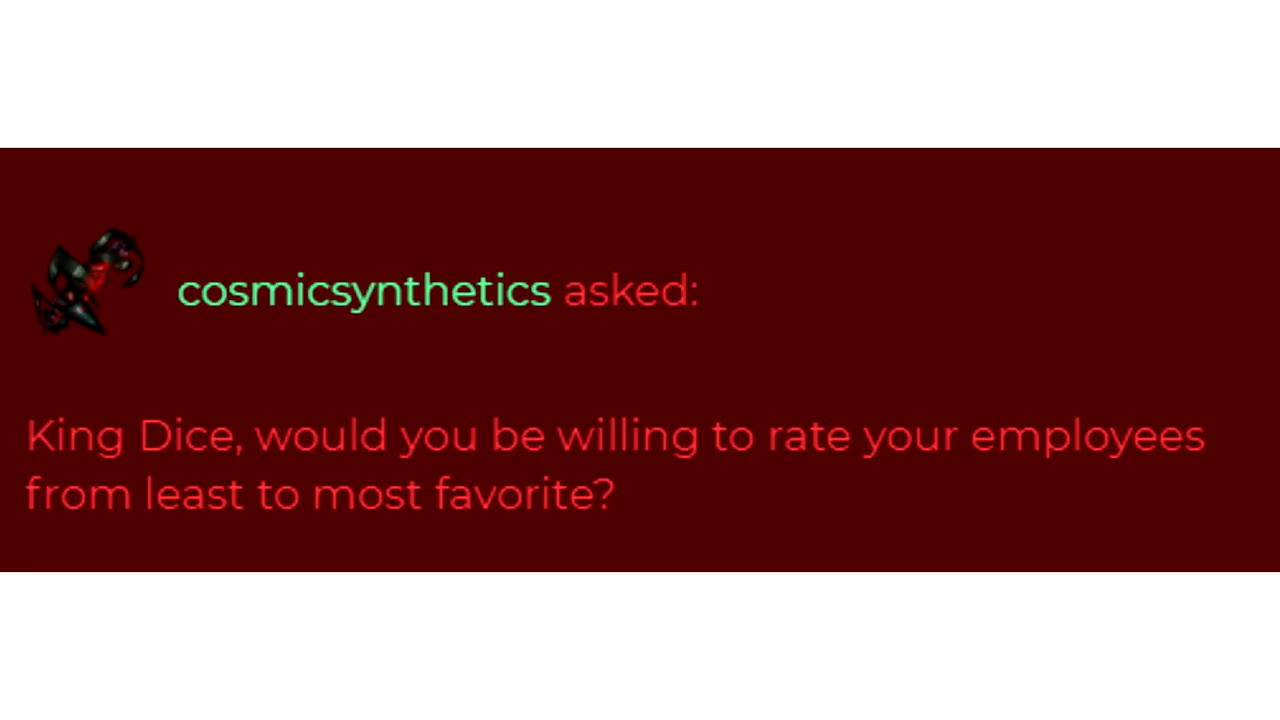 cosmicsynthetics asked:
King Dice, would you be willing to rate your employees
from least to most favorite?